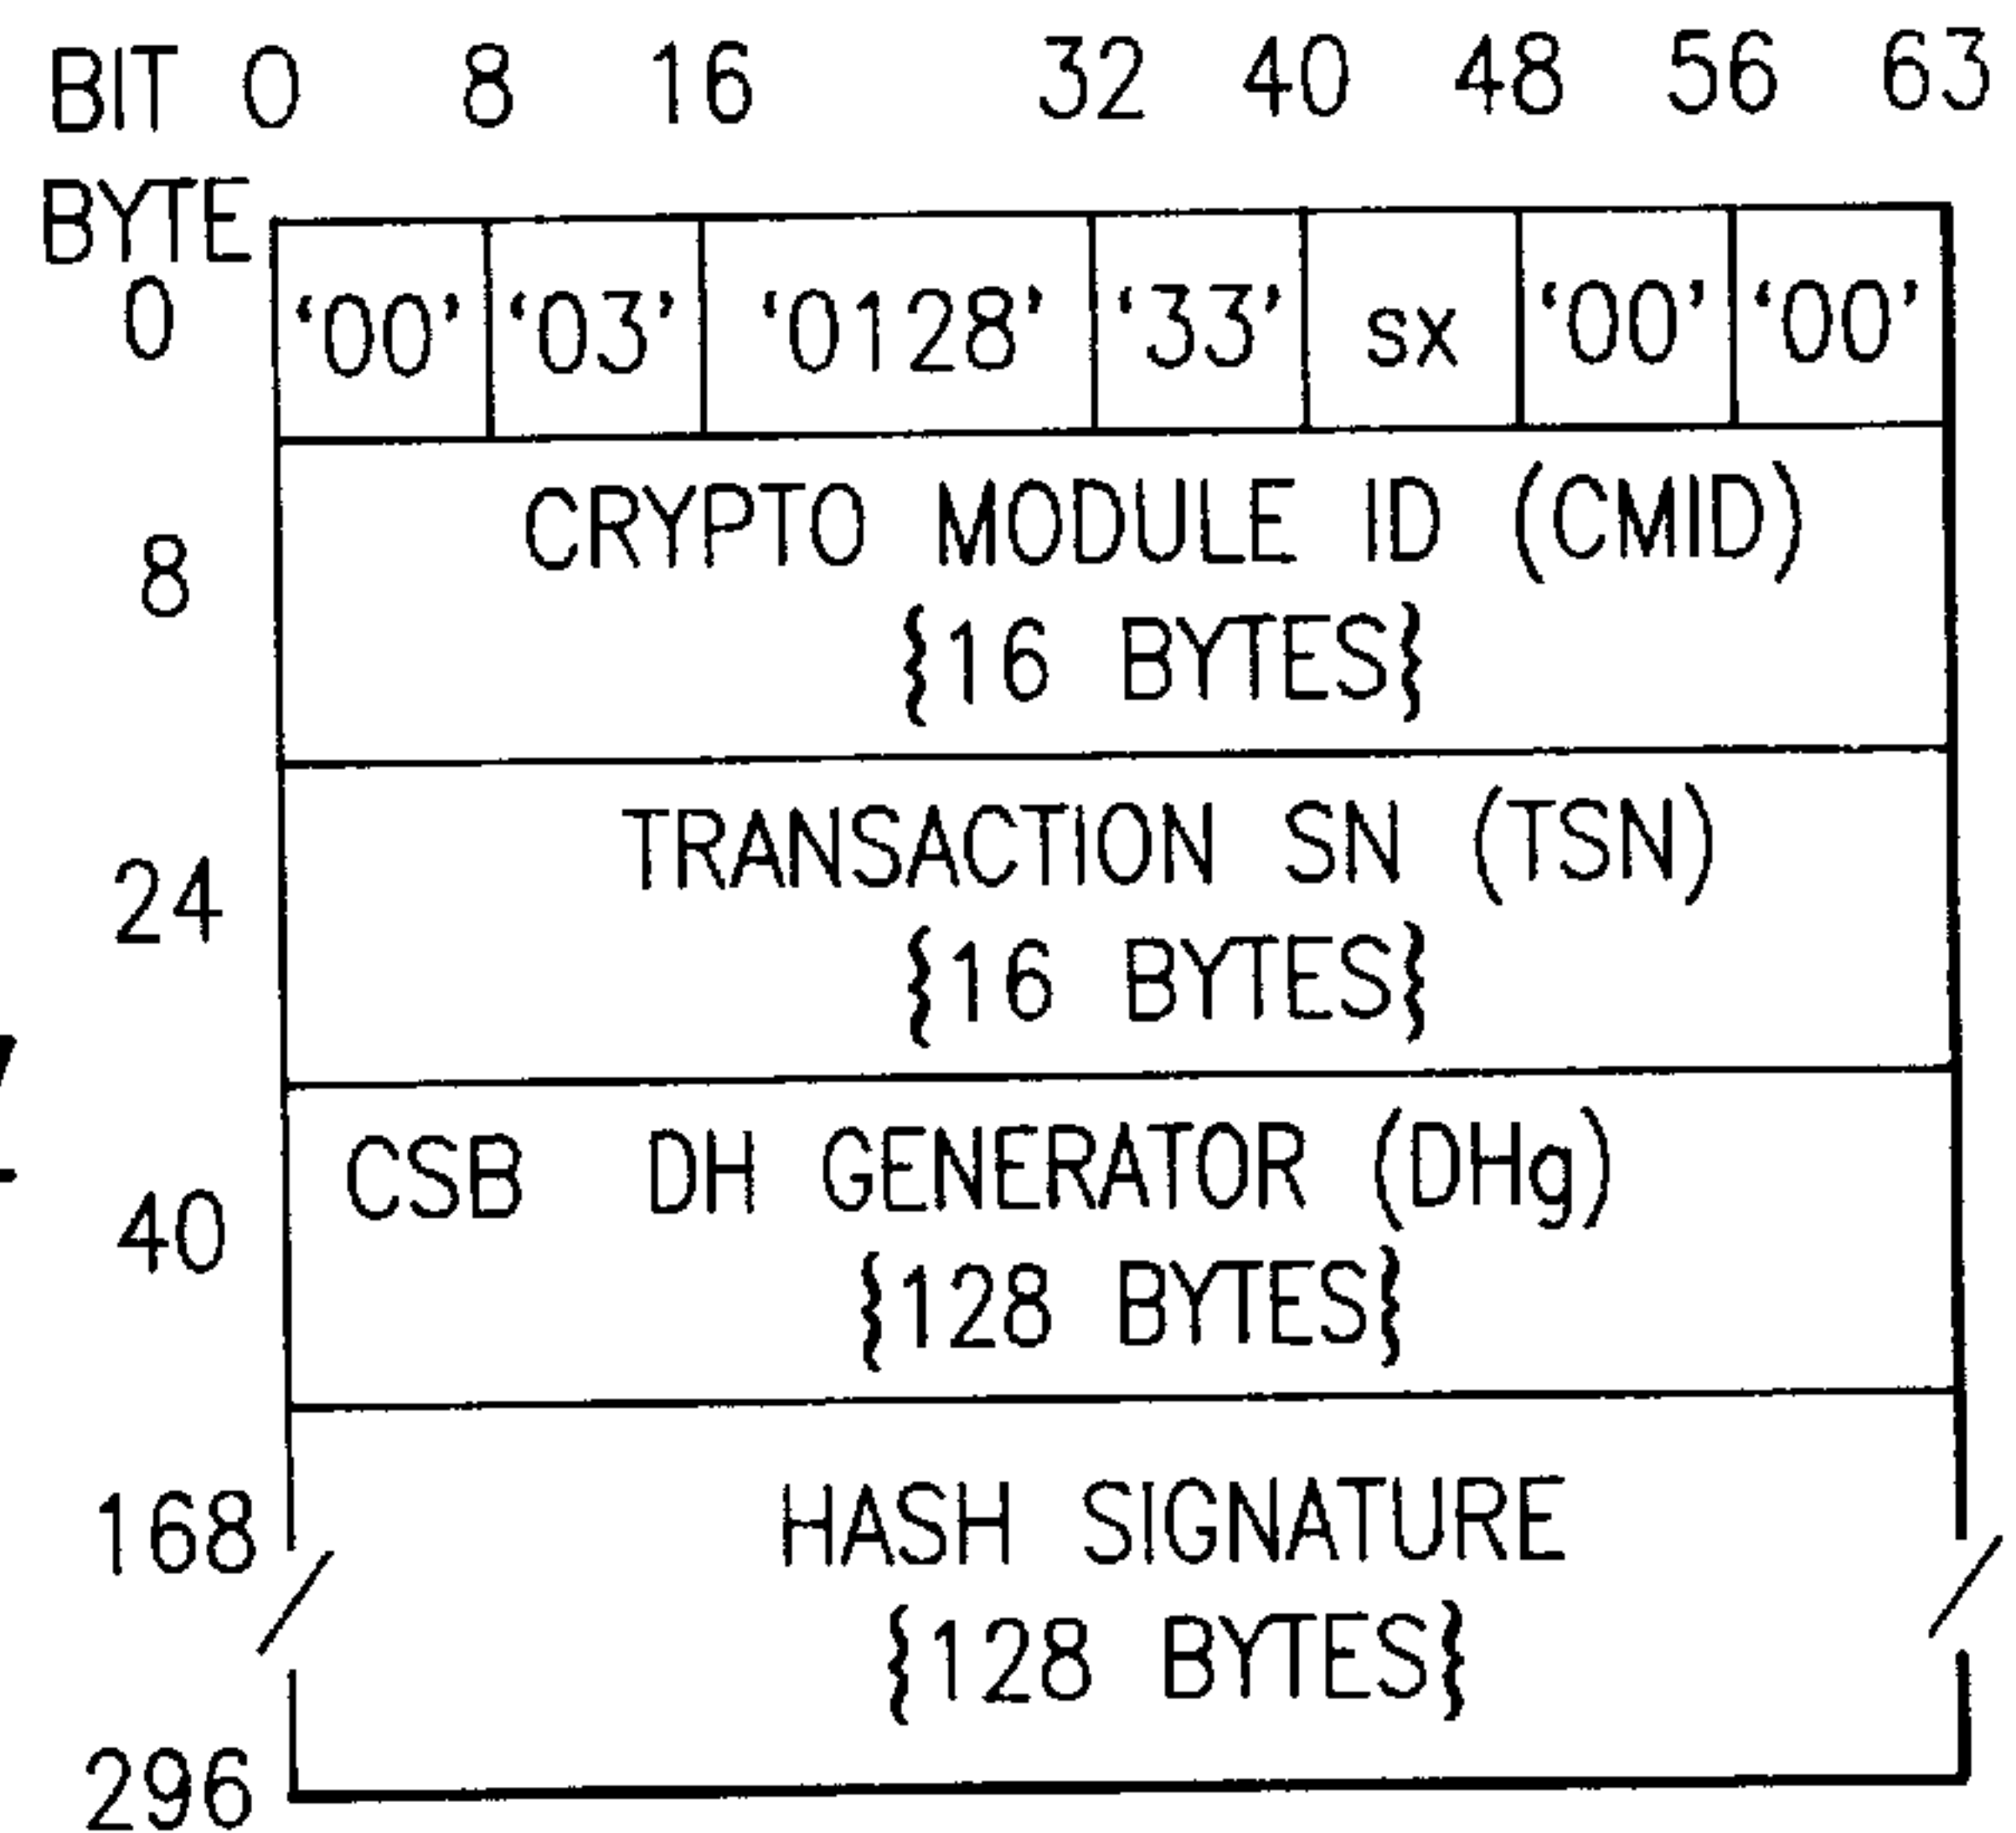 BIT 0 8 16 32 40 48 56 63
BYTE
0 ‘00’ ‘03’ ‘0128’ ‘33’ sx ‘00’ ‘00’
CRYPTO MODULE ID (CMID)
8
{16 BYTES}
TRANSACTION SN (TSN)
24
{16 BYTES}
CSB DH GENERATOR (DHg)
40
{128 BYTES}
168 HASH SIGNATURE
{128 BYTES}
296